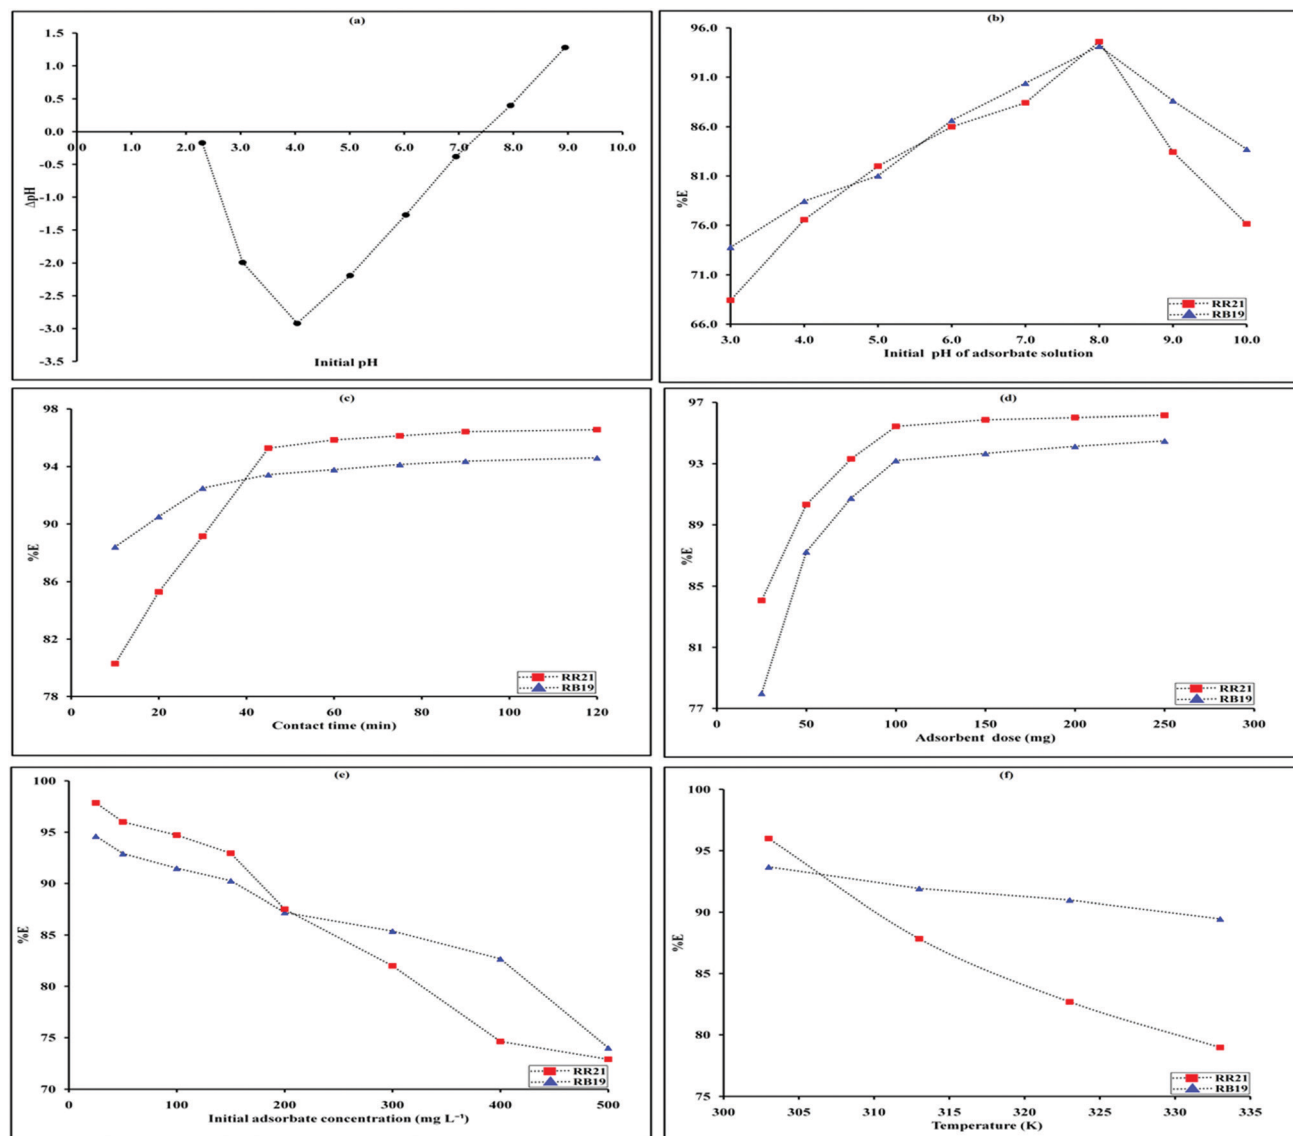 (a)
1.5
1.0
0.5
0.0
-0.5
-1.0
-1.5
-2.0
-2.5
-3.0
-3.5
0.0 1.0 2.0 3.0 4.0 5.0 6.0 7.0 8.0 9.0 10.0
ΔpH
Initial pH
(b)
96.0
91.0
86.0
81.0
76.0
71.0
66.0
%E
RR21
RB19
3.0 4.0 5.0 6.0 7.0 8.0 9.0 10.0
Initial pH of adsorbate solution
(c)
98
94
90
86
82
78
%E
RR21
RB19
0 20 40 60 80 100 120
Contact time (min)
(d)
97
93
89
85
81
77
%E
RR21
RB19
0 50 100 150 200 250 300
Adsorbent dose (mg)
(e)
100
95
90
85
80
75
70
%E
RR21
RB19
0 100 200 300 400 500
Initial adsorbate concentration (mg L⁻¹)
(f)
100
95
90
85
80
75
%E
RR21
RB19
300 305 310 315 320 325 330 335
Temperature (K)